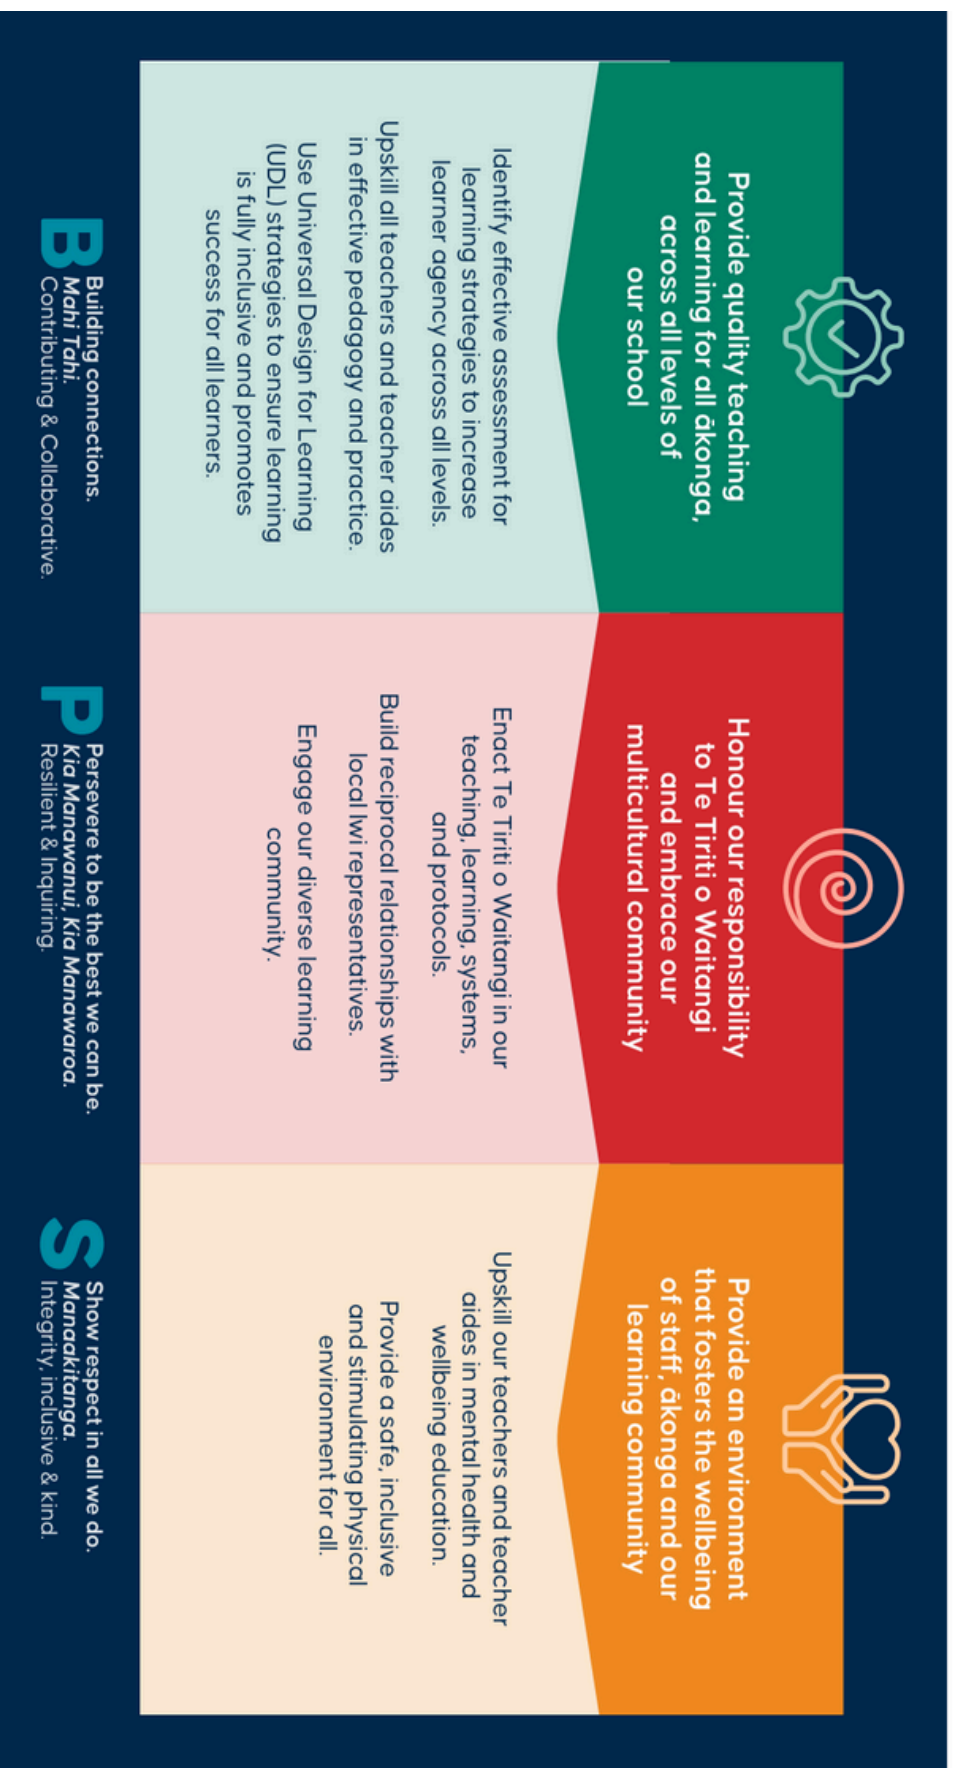 Provide quality teaching
and learning for all ākonga,
across all levels of
our school
Identify effective assessment for
learning strategies to increase
learner agency across all levels.
Upskill all teachers and teacher aides
in effective pedagogy and practice.
Use Universal Design for Learning
(UDL) strategies to ensure learning
is fully inclusive and promotes
success for all learners.
Honour our responsibility
to Te Tiriti o Waitangi
and embrace our
multicultural community
Enact Te Tiriti o Waitangi in our
teaching, learning, systems,
and protocols.
Build reciprocal relationships with
local Iwi representatives.
Engage our diverse learning
community.
Provide an environment
that fosters the wellbeing
of staff, ākonga and our
learning community
Upskill our teachers and teacher
aides in mental health and
wellbeing education.
Provide a safe, inclusive
and stimulating physical
environment for all.
B
Building connections.
Mahi Tahi.
Contributing & Collaborative.
P
Persevere to be the best we can be.
Kia Manawanui, Kia Manawaroa.
Resilient & Inquiring.
S
Show respect in all we do.
Manaakitanga.
Integrity, inclusive & kind.